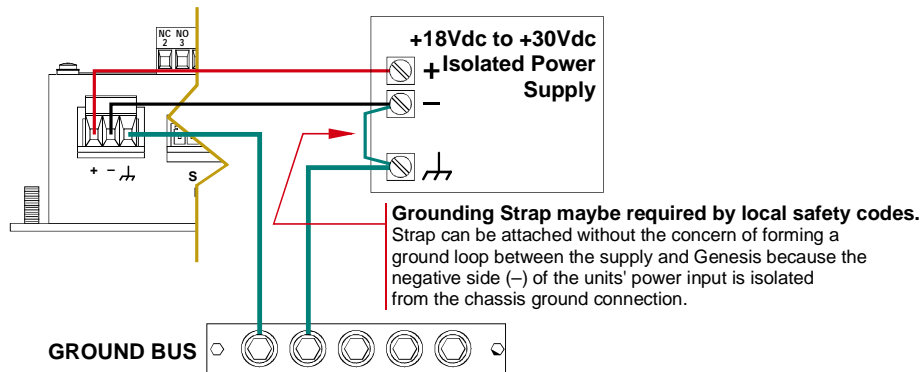 NC NO
2 3
+18Vdc to +30Vdc
Isolated Power
Supply
+
–
+ –
S
Grounding Strap maybe required by local safety codes.
Strap can be attached without the concern of forming a
ground loop between the supply and Genesis because the
negative side (–) of the units' power input is isolated
from the chassis ground connection.
GROUND BUS